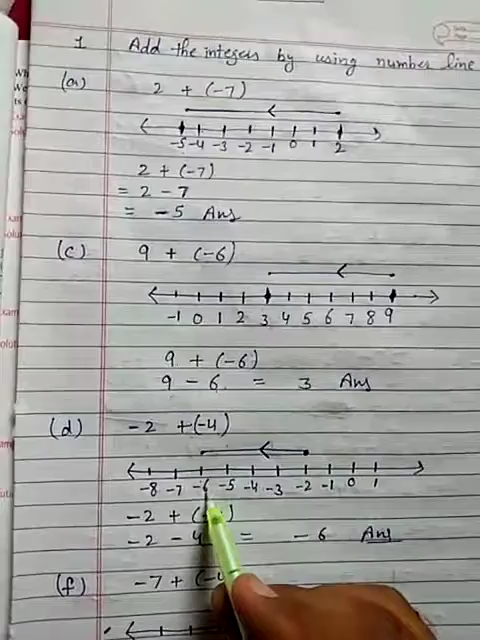 1 Add the integers by using number line
(a) 2 + (-7)
-5 -4 -3 -2 -1 0 1 2
2 + (-7)
= 2 - 7
= -5 Ans
(c) 9 + (-6)
-1 0 1 2 3 4 5 6 7 8 9
9 + (-6)
9 - 6 = 3 Ans
(d) -2 +(-4)
-8 -7 -6 -5 -4 -3 -2 -1 0 1
-2 + (
-2 - 4 = -6 Ans
(f) -7 + (-4